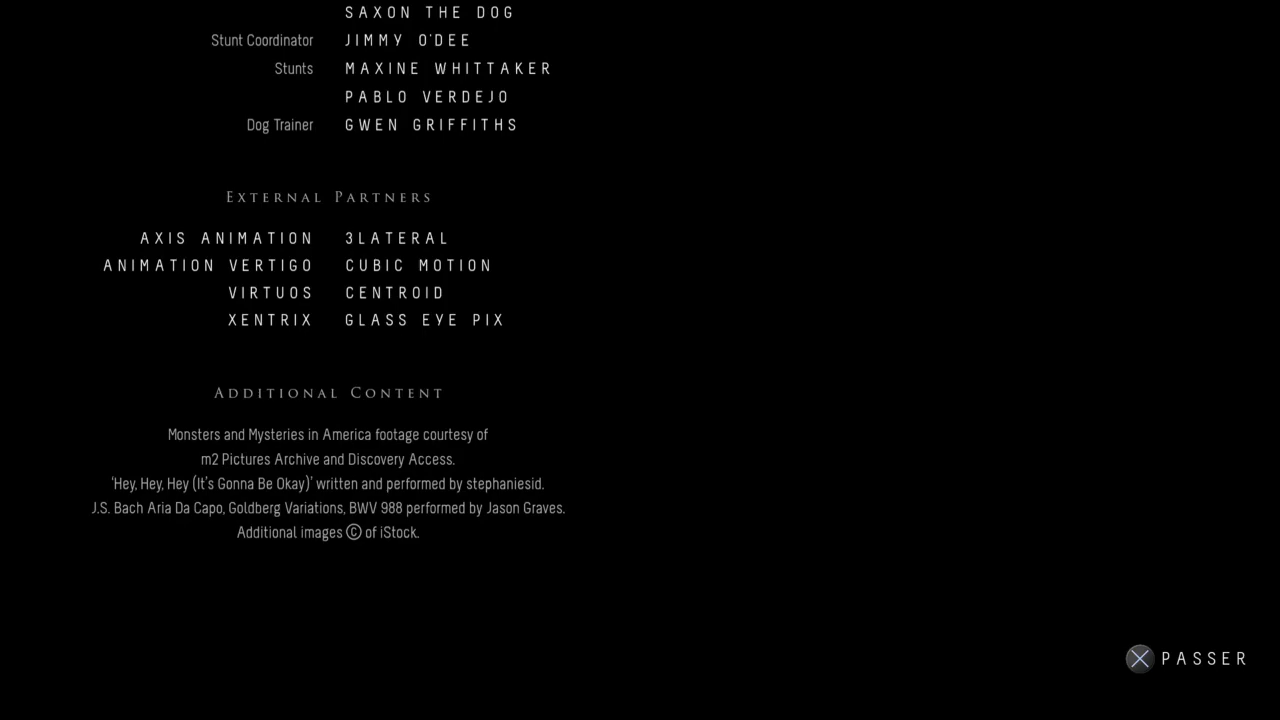 SAXON THE DOG
Stunt Coordinator JIMMY O'DEE
Stunts MAXINE WHITTAKER
PABLO VERDEJO
Dog Trainer GWEN GRIFFITHS
External Partners
AXIS ANIMATION 3LATERAL
ANIMATION VERTIGO CUBIC MOTION
VIRTUOS CENTROID
XENTRIX GLASS EYE PIX
Additional Content
Monsters and Mysteries in America footage courtesy of
m2 Pictures Archive and Discovery Access.
'Hey, Hey, Hey (It's Gonna Be Okay)' written and performed by stephaniesid.
J.S. Bach Aria Da Capo, Goldberg Variations, BWV 988 performed by Jason Graves.
Additional images © of iStock.
PASSER